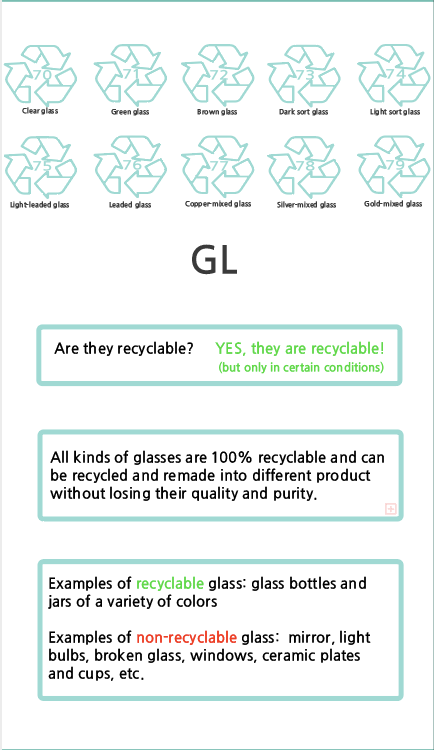 70 71 72 73 74
Clear glass Green glass Brown glass Dark sort glass Light sort glass
75 76 77 78 79
Light-leaded glass Leaded glass Copper-mixed glass Silver-mixed glass Gold-mixed glass
GL
Are they recyclable? YES, they are recyclable!
(but only in certain conditions)
All kinds of glasses are 100% recyclable and can
be recycled and remade into different product
without losing their quality and purity.
Examples of recyclable glass: glass bottles and
jars of a variety of colors
Examples of non-recyclable glass: mirror, light
bulbs, broken glass, windows, ceramic plates
and cups, etc.